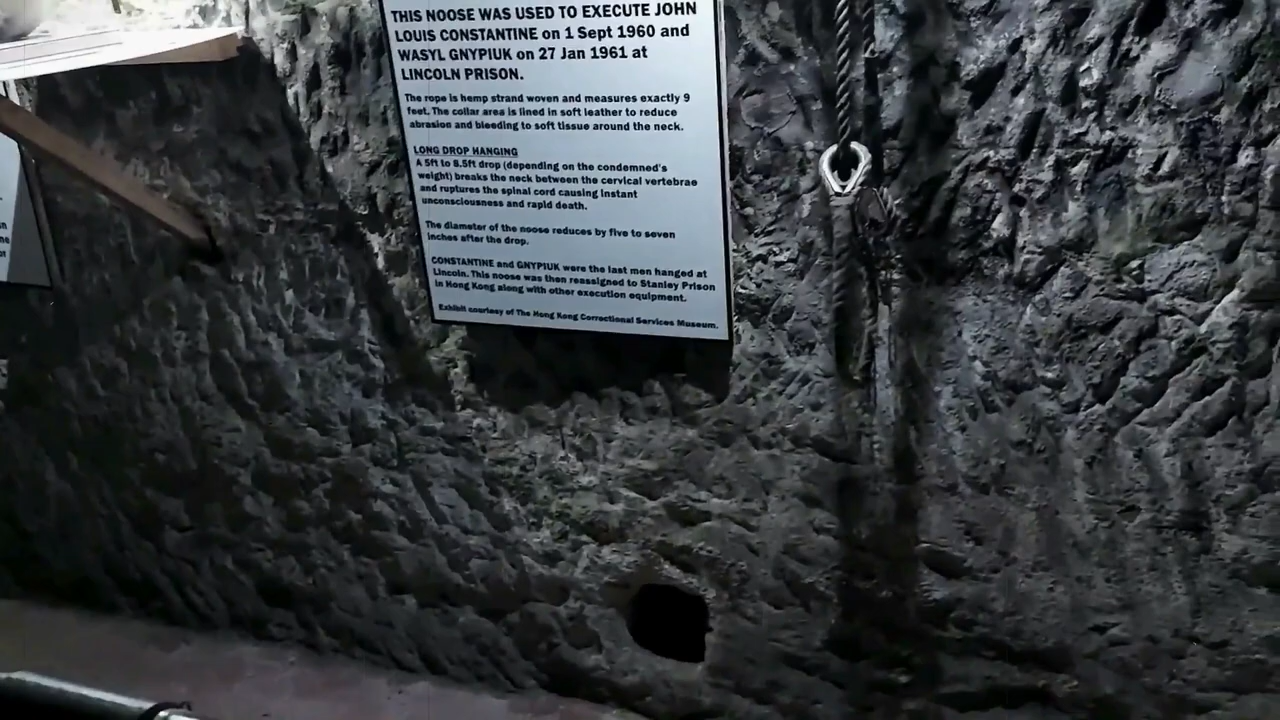 THIS NOOSE WAS USED TO EXECUTE JOHN
LOUIS CONSTANTINE on 1 Sept 1960 and
WASYL GNYPIUK on 27 Jan 1961 at
LINCOLN PRISON.
The rope is hemp strand woven and measures exactly 9
feet. The collar area is lined in soft leather to reduce
abrasion and bleeding to soft tissue around the neck.
LONG DROP HANGING
A 5ft to 8.5ft drop (depending on the condemned's
weight) breaks the neck between the cervical vertebrae
and ruptures the spinal cord causing instant
unconsciousness and rapid death.
The diameter of the noose reduces by five to seven
inches after the drop.
CONSTANTINE and GNYPIUK were the last men hanged at
Lincoln. This noose was then reassigned to Stanley Prison
in Hong Kong along with other execution equipment.
Exhibit courtesy of The Hong Kong Correctional Services Museum.